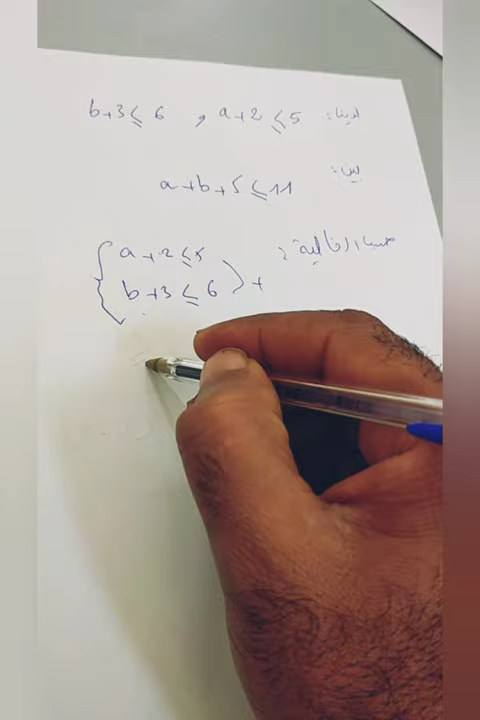 لدينا: a+2 ≤ 5 , b+3 ≤ 6
بين:
a+b+5 ≤ 11
حسب الخاصية:
a+2 ≤ 5
b+3 ≤ 6 +